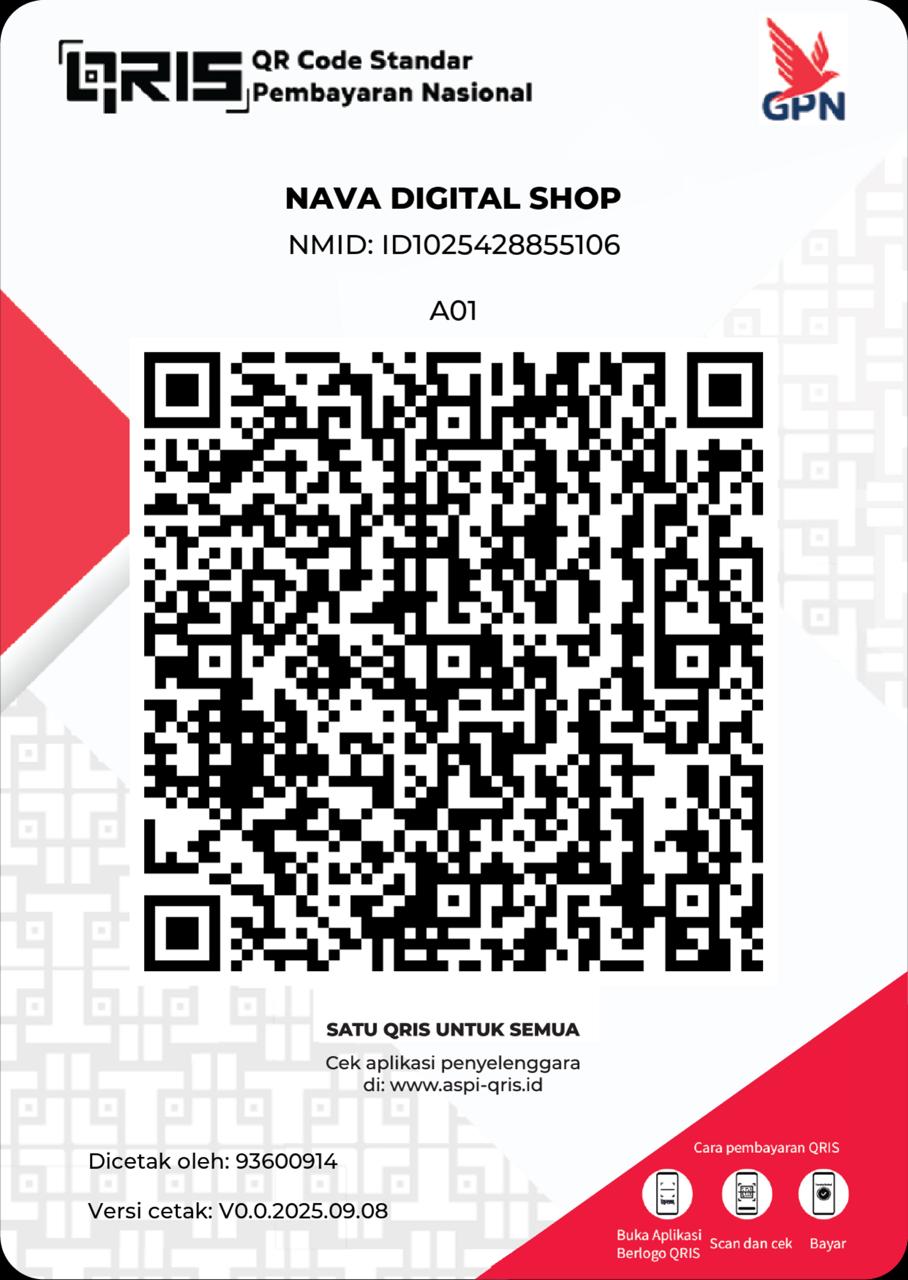 QRIS
QR Code Standar
Pembayaran Nasional
GPN
NAVA DIGITAL SHOP
NMID: ID1025428855106
A01
SATU QRIS UNTUK SEMUA
Cek aplikasi penyelenggara
di: www.aspi-qris.id
Dicetak oleh: 93600914
Versi cetak: V0.0.2025.09.08
Cara pembayaran QRIS
Buka Aplikasi
Berlogo QRIS
Scan dan cek
Bayar